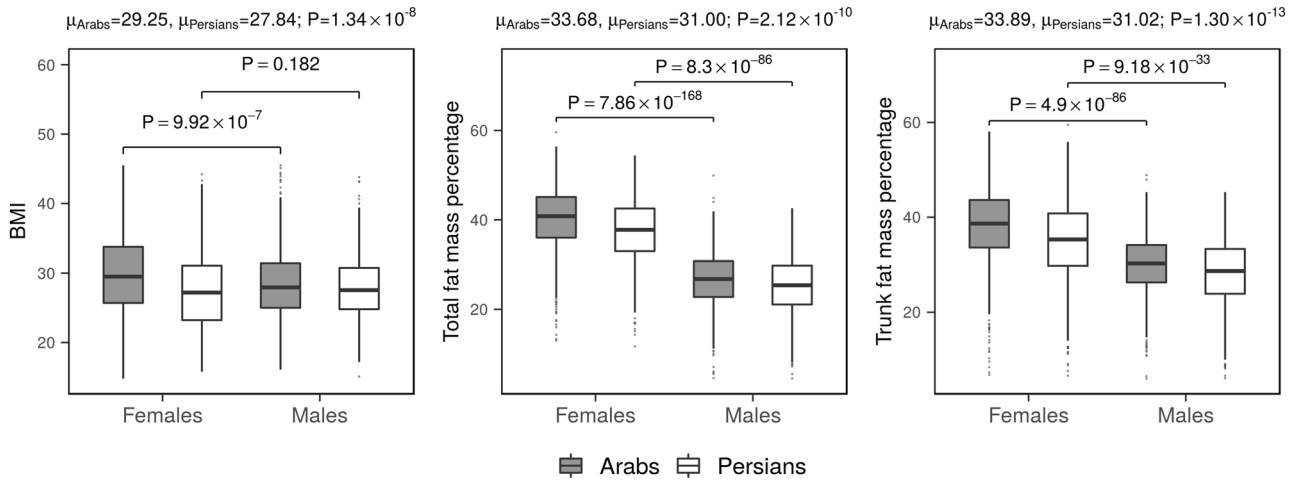 μArabs=29.25, μPersians=27.84; P=1.34×10⁻⁸
BMI
60
50
40
30
20
P=0.182
P=9.92×10⁻⁷
Females Males
μArabs=33.68, μPersians=31.00; P=2.12×10⁻¹⁰
Total fat mass percentage
60
40
20
P=8.3×10⁻⁸⁶
P=7.86×10⁻¹⁶⁸
Females Males
μArabs=33.89, μPersians=31.02; P=1.30×10⁻¹³
Trunk fat mass percentage
60
40
20
P=9.18×10⁻³³
P=4.9×10⁻⁸⁶
Females Males
Arabs Persians